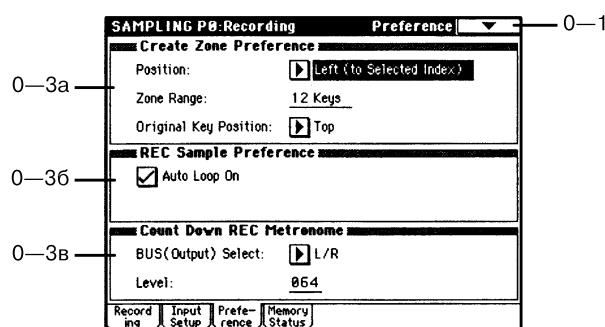 SAMPLING P0:Recording Preference
0—1
Create Zone Preference
0—3а
Position: Left (to Selected Index)
Zone Range: 12 Keys
Original Key Position: Top
REC Sample Preference
0—3б
Auto Loop On
Count Down REC Metronome
0—3в
BUS(Output) Select: L/R
Level: 064
Record
ing
Input
Setup
Prefe-
rence
Memory
Status